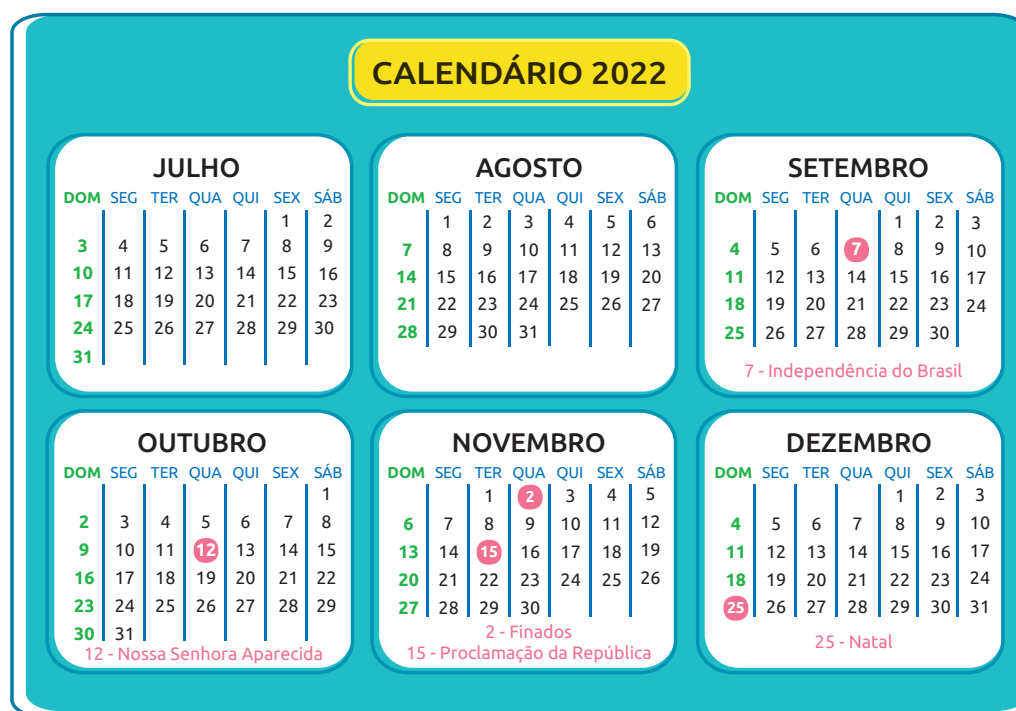 CALENDÁRIO 2022
JULHO
DOM SEG TER QUA QUI SEX SÁB
1 2
3 4 5 6 7 8 9
10 11 12 13 14 15 16
17 18 19 20 21 22 23
24 25 26 27 28 29 30
31
AGOSTO
DOM SEG TER QUA QUI SEX SÁB
1 2 3 4 5 6
7 8 9 10 11 12 13
14 15 16 17 18 19 20
21 22 23 24 25 26 27
28 29 30 31
SETEMBRO
DOM SEG TER QUA QUI SEX SÁB
1 2 3
4 5 6 7 8 9 10
11 12 13 14 15 16 17
18 19 20 21 22 23 24
25 26 27 28 29 30
7 - Independência do Brasil
OUTUBRO
DOM SEG TER QUA QUI SEX SÁB
1
2 3 4 5 6 7 8
9 10 11 12 13 14 15
16 17 18 19 20 21 22
23 24 25 26 27 28 29
30 31
12 - Nossa Senhora Aparecida
NOVEMBRO
DOM SEG TER QUA QUI SEX SÁB
1 2 3 4 5
6 7 8 9 10 11 12
13 14 15 16 17 18 19
20 21 22 23 24 25 26
27 28 29 30
2 - Finados
15 - Proclamação da República
DEZEMBRO
DOM SEG TER QUA QUI SEX SÁB
1 2 3
4 5 6 7 8 9 10
11 12 13 14 15 16 17
18 19 20 21 22 23 24
25 26 27 28 29 30 31
25 - Natal